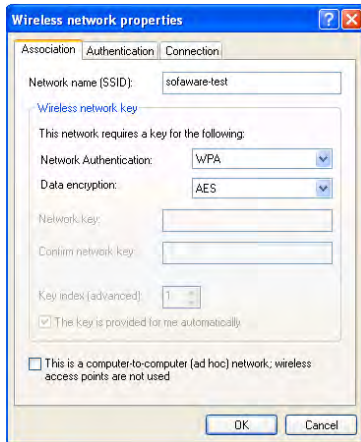 Wireless network properties
Association Authentication Connection
Network name (SSID): sofaware-test
Wireless network key
This network requires a key for the following:
Network Authentication: WPA
Data encryption: AES
Network key:
Confirm network key:
Key index (advanced): 1
The key is provided for me automatically
This is a computer-to-computer (ad hoc) network; wireless
access points are not used
OK Cancel